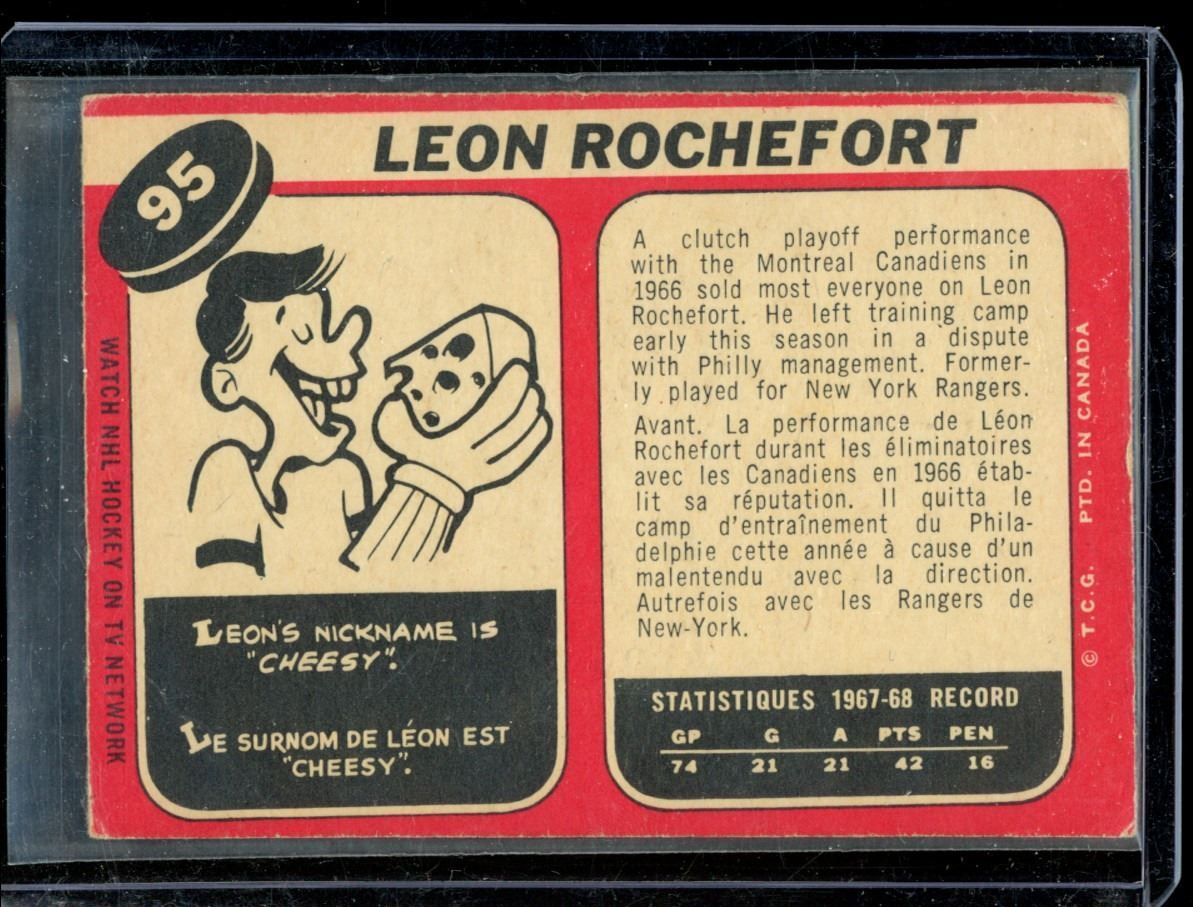 95
LEON ROCHEFORT
LEON'S NICKNAME IS
"CHEESY".
LE SURNOM DE LÉON EST
"CHEESY".
A clutch playoff performance
with the Montreal Canadiens in
1966 sold most everyone on Leon
Rochefort. He left training camp
early this season in a dispute
with Philly management. Former-
ly played for New York Rangers.
Avant. La performance de Léon
Rochefort durant les éliminatoires
avec les Canadiens en 1966 étab-
lit sa réputation. Il quitta le
camp d'entraînement du Phila-
delphie cette année à cause d'un
malentendu avec la direction.
Autrefois avec les Rangers de
New-York.
STATISTIQUES 1967-68 RECORD
GP G A PTS PEN
74 21 21 42 16
WATCH NHL HOCKEY ON TV NETWORK
© T.C.G. PTD. IN CANADA